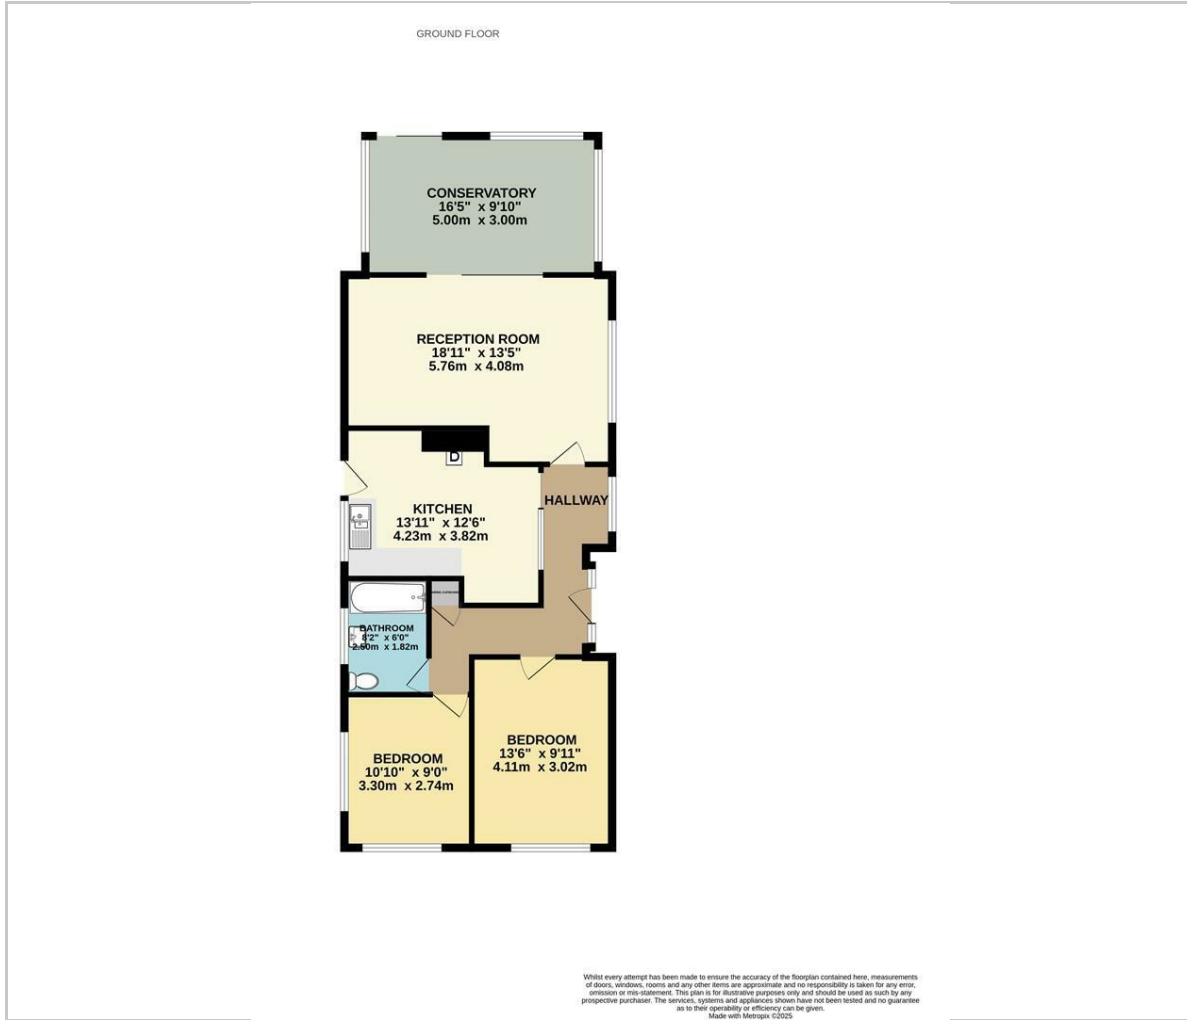 GROUND FLOOR
CONSERVATORY
16'5" x 9'10"
5.00m x 3.00m
RECEPTION ROOM
18'11" x 13'5"
5.76m x 4.08m
D
KITCHEN
13'11" x 12'6"
4.23m x 3.82m
HALLWAY
BATHROOM
8'2" x 6'0"
2.50m x 1.82m
BEDROOM
13'6" x 9'11"
4.11m x 3.02m
BEDROOM
10'10" x 9'0"
3.30m x 2.74m
Whilst every attempt has been made to ensure the accuracy of the floorplan contained here, measurements
of doors, windows, rooms and any other items are approximate and no responsibility is taken for any error,
omission or mis-statement. This plan is for illustrative purposes only and should be used as such by any
prospective purchaser. The services, systems and appliances shown have not been tested and no guarantee
as to their operability or efficiency can be given.
Made with Metropix ©2025